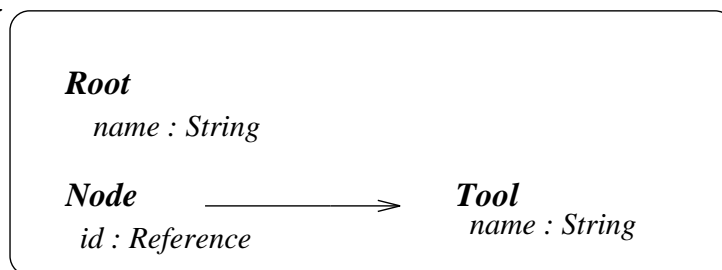 Root
name : String
Node
id : Reference
Tool
name : String